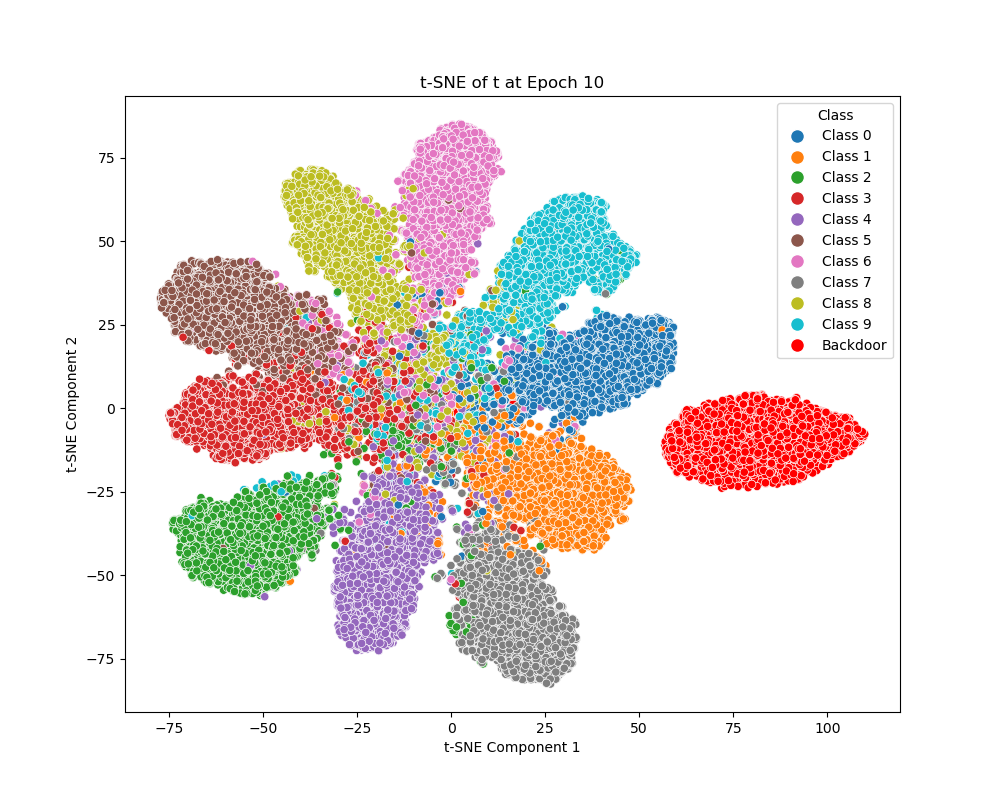 t-SNE of t at Epoch 10
Class
Class 0
Class 1
Class 2
Class 3
Class 4
Class 5
Class 6
Class 7
Class 8
Class 9
Backdoor
75
50
25
0
−25
−50
−75
t-SNE Component 2
−75
−50
−25
0
25
50
75
100
t-SNE Component 1